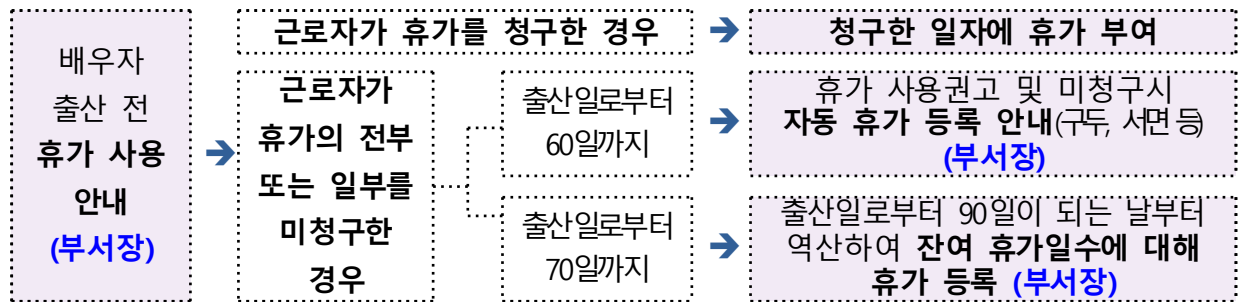 배우자
출산 전
휴가 사용
안내
(부서장)
근로자가 휴가를 청구한 경우
청구한 일자에 휴가 부여
근로자가
휴가의 전부
또는 일부를
미청구한
경우
출산일로부터
60일까지
휴가 사용권고 및 미청구시
자동 휴가 등록 안내(구두, 서면 등)
(부서장)
출산일로부터
70일까지
출산일로부터 90일이 되는 날부터
역산하여 잔여 휴가일수에 대해
휴가 등록 (부서장)